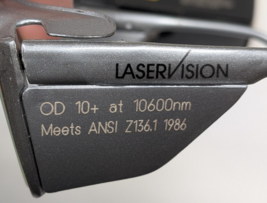 LASERVISION
OD 10+ at 10600nm
Meets ANSI Z136.1 1986